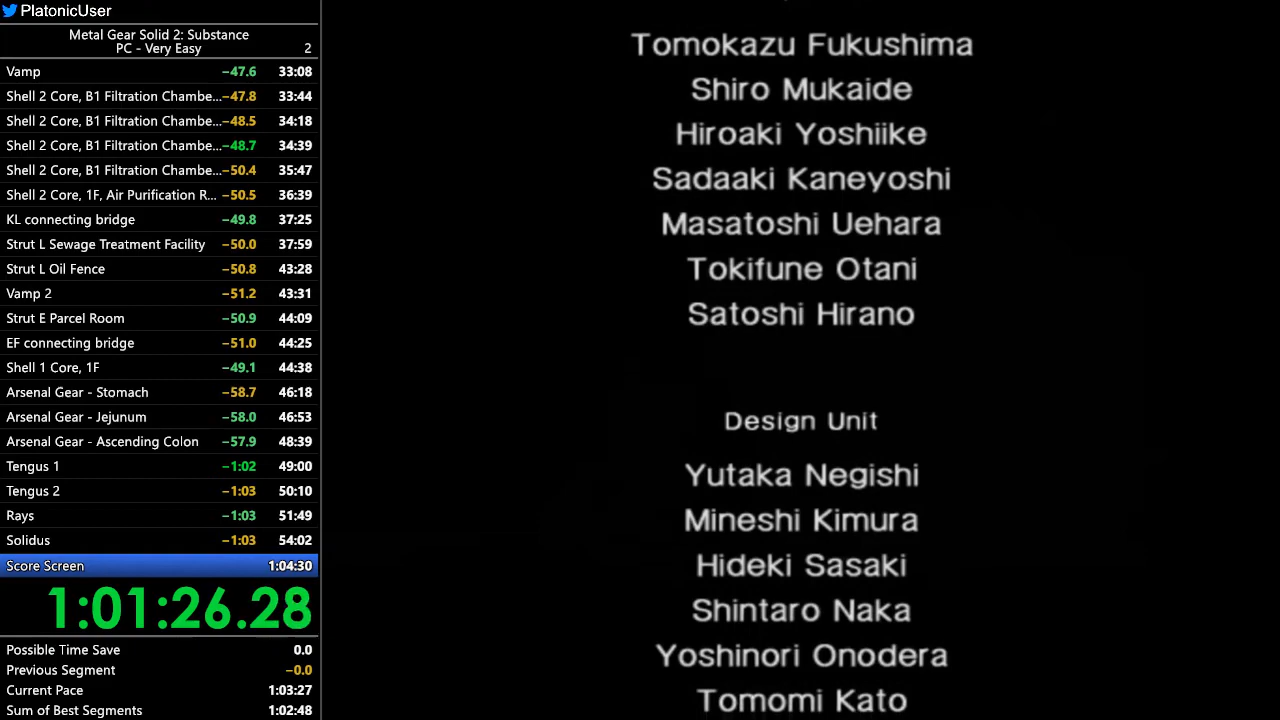 PlatonicUser
Metal Gear Solid 2: Substance
PC - Very Easy 2
Vamp −47.6 33:08
Shell 2 Core, B1 Filtration Chambe... −47.8 33:44
Shell 2 Core, B1 Filtration Chambe... −48.5 34:18
Shell 2 Core, B1 Filtration Chambe... −48.7 34:39
Shell 2 Core, B1 Filtration Chambe... −50.4 35:47
Shell 2 Core, 1F, Air Purification R... −50.5 36:39
KL connecting bridge −49.8 37:25
Strut L Sewage Treatment Facility −50.0 37:59
Strut L Oil Fence −50.8 43:28
Vamp 2 −51.2 43:31
Strut E Parcel Room −50.9 44:09
EF connecting bridge −51.0 44:25
Shell 1 Core, 1F −49.1 44:38
Arsenal Gear - Stomach −58.7 46:18
Arsenal Gear - Jejunum −58.0 46:53
Arsenal Gear - Ascending Colon −57.9 48:39
Tengus 1 −1:02 49:00
Tengus 2 −1:03 50:10
Rays −1:03 51:49
Solidus −1:03 54:02
Score Screen 1:04:30
1:01:26.28
Possible Time Save 0.0
Previous Segment −0.0
Current Pace 1:03:27
Sum of Best Segments 1:02:48
Tomokazu Fukushima
Shiro Mukaide
Hiroaki Yoshiike
Sadaaki Kaneyoshi
Masatoshi Uehara
Tokifune Otani
Satoshi Hirano
Design Unit
Yutaka Negishi
Mineshi Kimura
Hideki Sasaki
Shintaro Naka
Yoshinori Onodera
Tomomi Kato